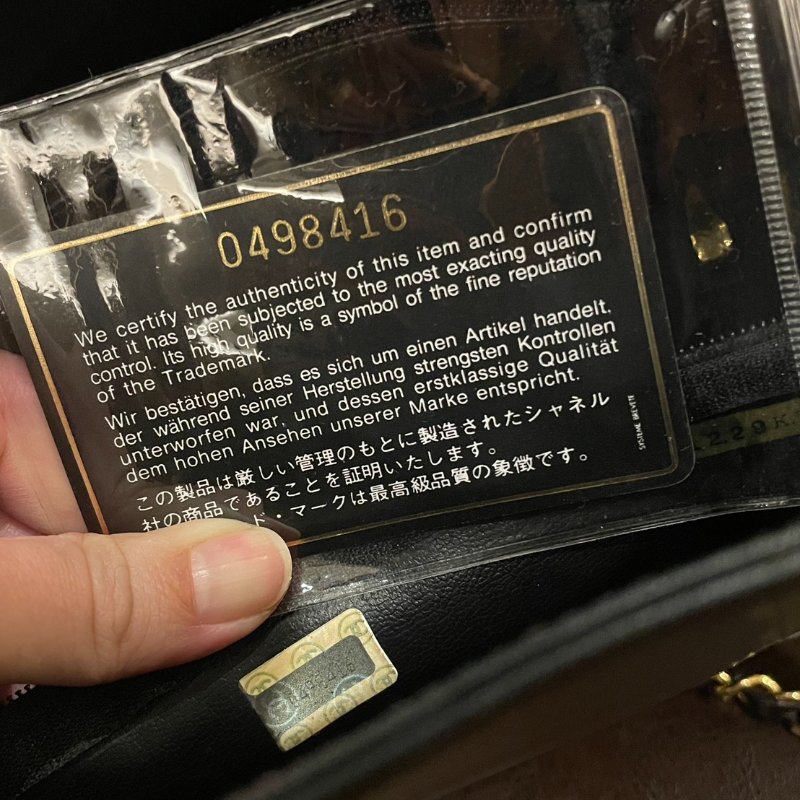 0498416
We certify the authenticity of this item and confirm
that it has been subjected to the most exacting quality
control. Its high quality is a symbol of the fine reputation
of the Trademark.
Wir bestätigen, dass es sich um einen Artikel handelt,
der während seiner Herstellung strengsten Kontrollen
unterworfen war, und dessen erstklassige Qualität
dem hohen Ansehen unserer Marke entspricht.
この製品は厳しい管理のもとに製造されたシャネル
社の商品であることを証明いたします。
ド・マークは最高級品質の象徴です。
SYSTEME BREVETE